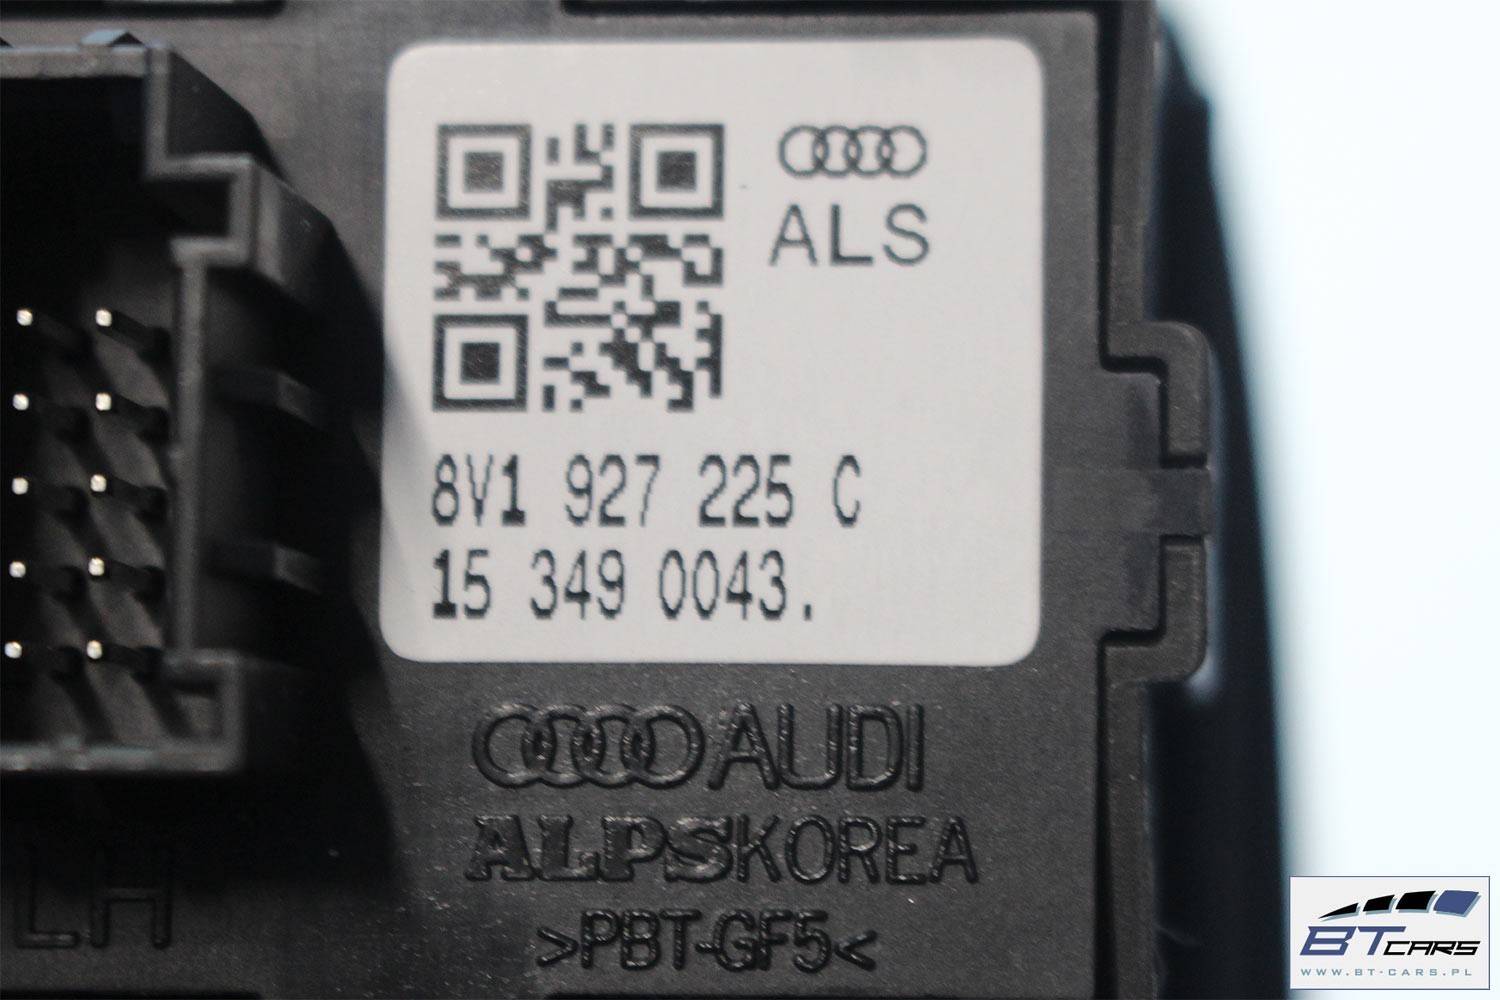 ALS
8V1 927 225 C
15 349 0043.
AUDI
ALPSKOREA
>PBT-GF5<
LH
BT CARS
WWW.BT-CARS.PL